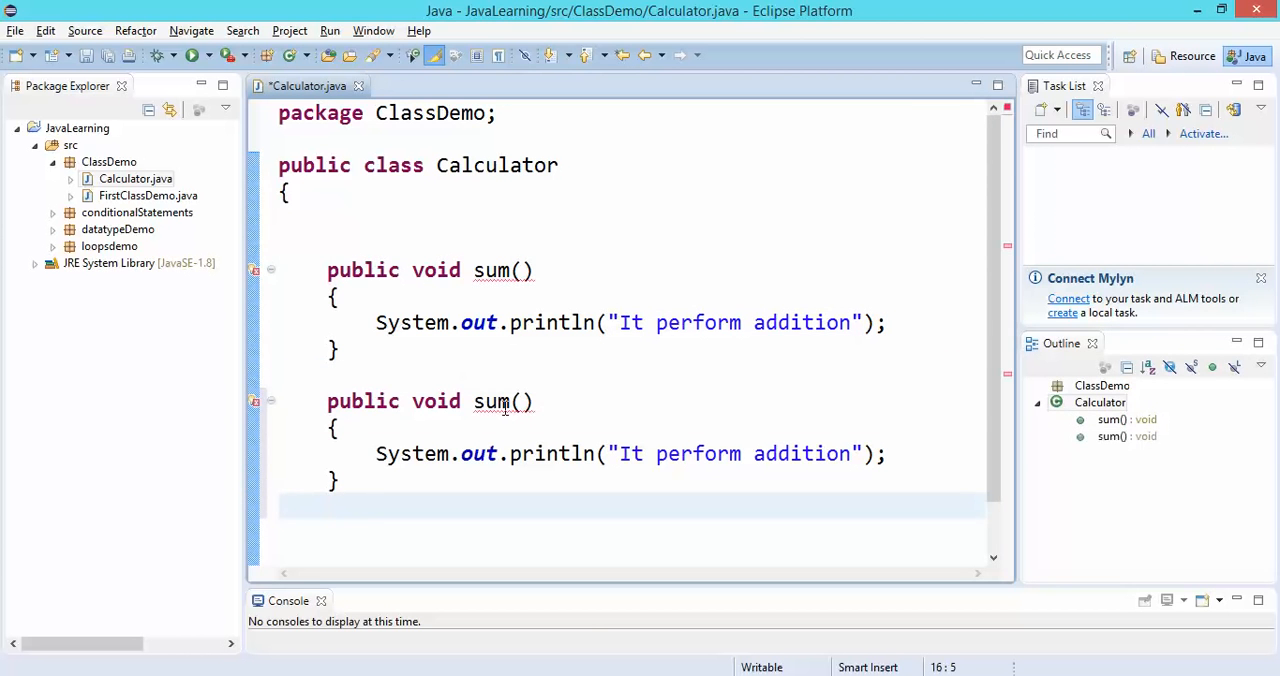 Java - JavaLearning/src/ClassDemo/Calculator.java - Eclipse Platform
File Edit Source Refactor Navigate Search Project Run Window Help
Quick Access Resource Java
Package Explorer
JavaLearning
src
ClassDemo
Calculator.java
FirstClassDemo.java
conditionalStatements
datatypeDemo
loopsdemo
JRE System Library [JavaSE-1.8]
*Calculator.java
package ClassDemo;
public class Calculator
{
public void sum()
{
System.out.println("It perform addition");
}
public void sum()
{
System.out.println("It perform addition");
}
Task List
Find All Activate...
Connect Mylyn
Connect to your task and ALM tools or
create a local task.
Outline
ClassDemo
Calculator
sum() : void
sum() : void
Console
No consoles to display at this time.
Writable Smart Insert 16 : 5